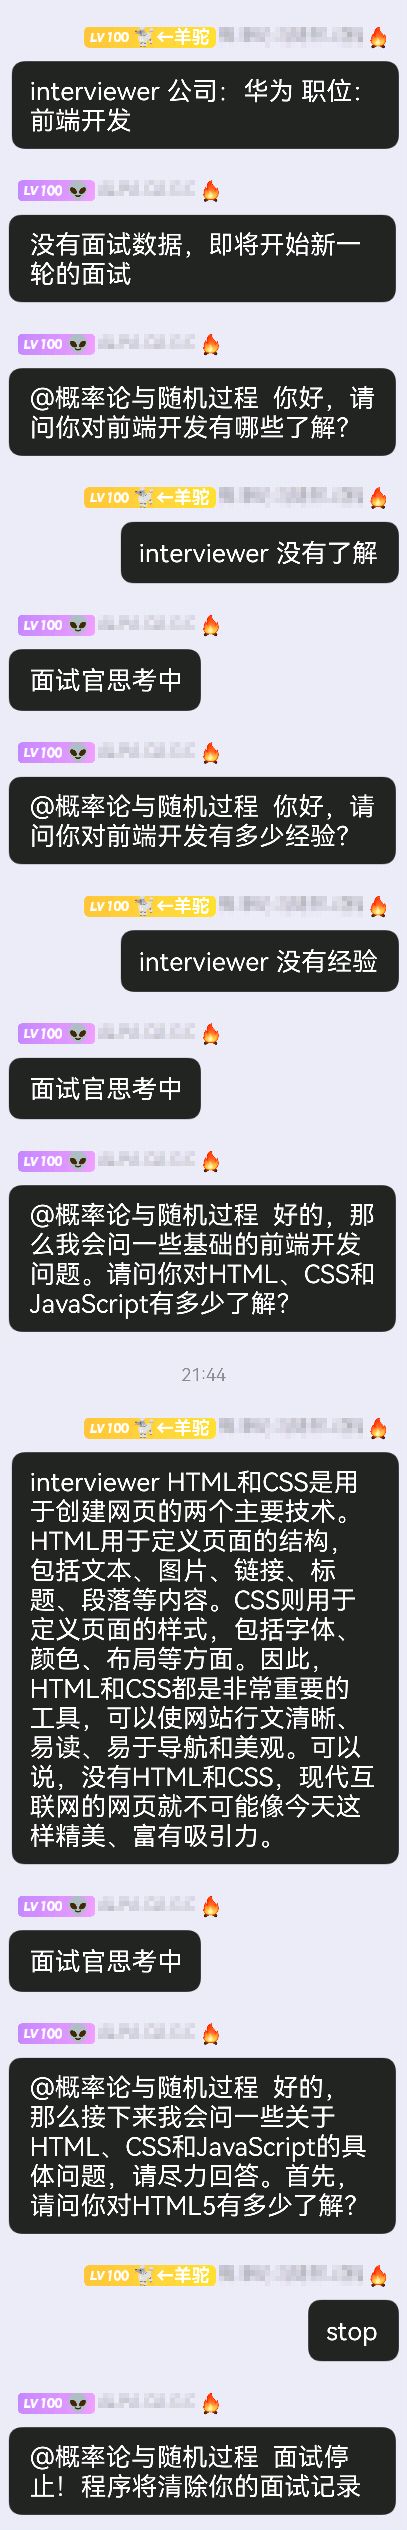 LV100 ←羊驼
interviewer 公司：华为 职位：
前端开发
LV100
没有面试数据，即将开始新一
轮的面试
LV100
@概率论与随机过程 你好，请
问你对前端开发有哪些了解？
LV100 ←羊驼
interviewer 没有了解
LV100
面试官思考中
LV100
@概率论与随机过程 你好，请
问你对前端开发有多少经验？
LV100 ←羊驼
interviewer 没有经验
LV100
面试官思考中
LV100
@概率论与随机过程 好的，那
么我会问一些基础的前端开发
问题。请问你对HTML、CSS和
JavaScript有多少了解？
21:44
LV100 ←羊驼
interviewer HTML和CSS是用
于创建网页的两个主要技术。
HTML用于定义页面的结构，
包括文本、图片、链接、标
题、段落等内容。CSS则用于
定义页面的样式，包括字体、
颜色、布局等方面。因此，
HTML和CSS都是非常重要的
工具，可以使网站行文清晰、
易读、易于导航和美观。可以
说，没有HTML和CSS，现代互
联网的网页就不可能像今天这
样精美、富有吸引力。
LV100
面试官思考中
LV100
@概率论与随机过程 好的，
那么接下来我会问一些关于
HTML、CSS和JavaScript的具
体问题，请尽力回答。首先，
请问你对HTML5有多少了解？
LV100 ←羊驼
stop
LV100
@概率论与随机过程 面试停
止！程序将清除你的面试记录